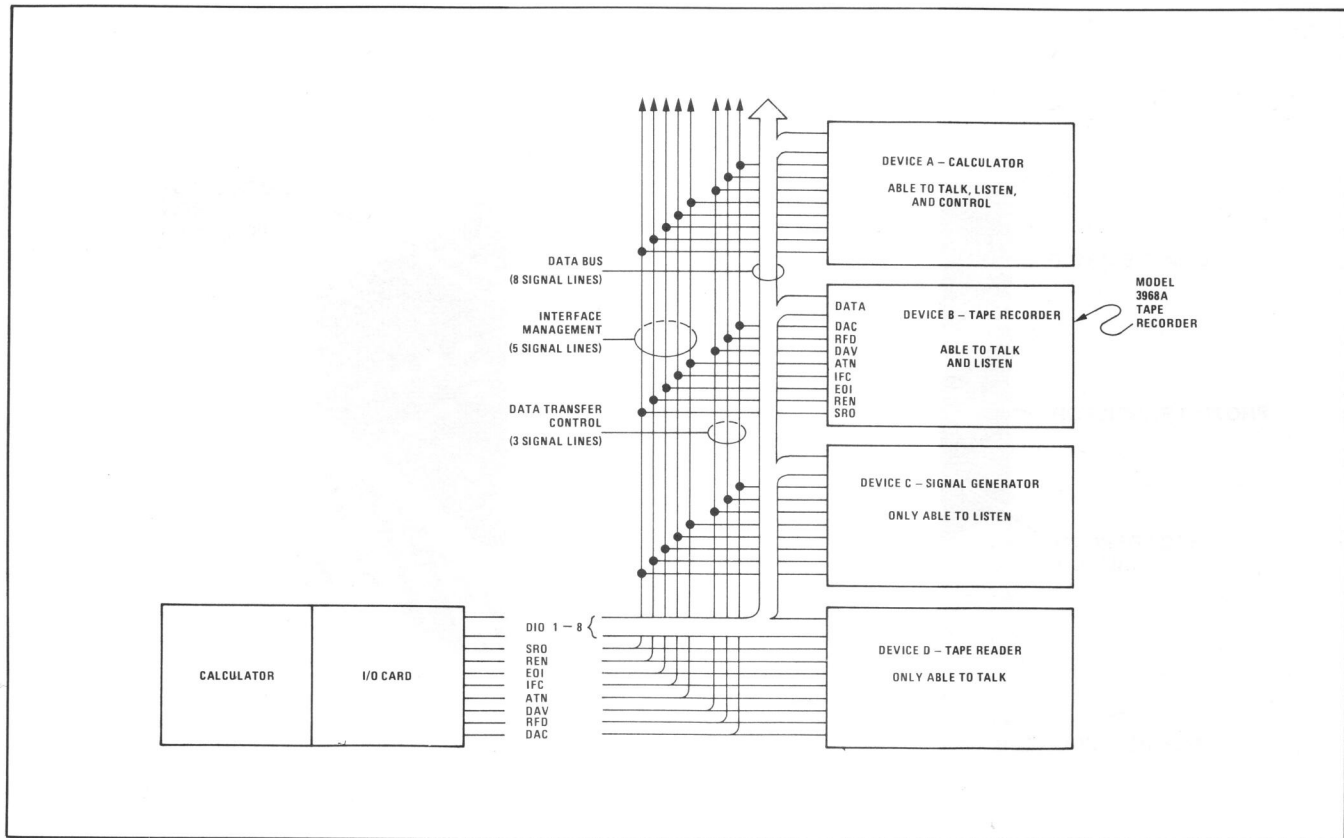 DEVICE A – CALCULATOR
ABLE TO TALK, LISTEN,
AND CONTROL
DATA BUS
(8 SIGNAL LINES)
INTERFACE
MANAGEMENT
(5 SIGNAL LINES)
DATA TRANSFER
CONTROL
(3 SIGNAL LINES)
DATA
DAC
RFD
DAV
ATN
IFC
EOI
REN
SRO
DEVICE B – TAPE RECORDER
ABLE TO TALK
AND LISTEN
MODEL
3968A
TAPE
RECORDER
DEVICE C – SIGNAL GENERATOR
ONLY ABLE TO LISTEN
CALCULATOR
I/O CARD
DIO 1 – 8
SRO
REN
EOI
IFC
ATN
DAV
RFD
DAC
DEVICE D – TAPE READER
ONLY ABLE TO TALK